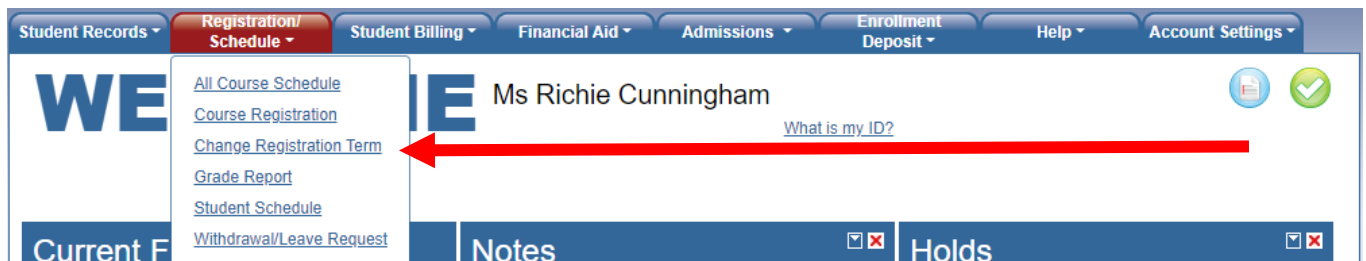 Student Records
Registration/
Schedule
Student Billing
Financial Aid
Admissions
Enrollment
Deposit
Help
Account Settings
WE
E
Ms Richie Cunningham
What is my ID?
All Course Schedule
Course Registration
Change Registration Term
Grade Report
Student Schedule
Withdrawal/Leave Request
Current F
Notes
Holds